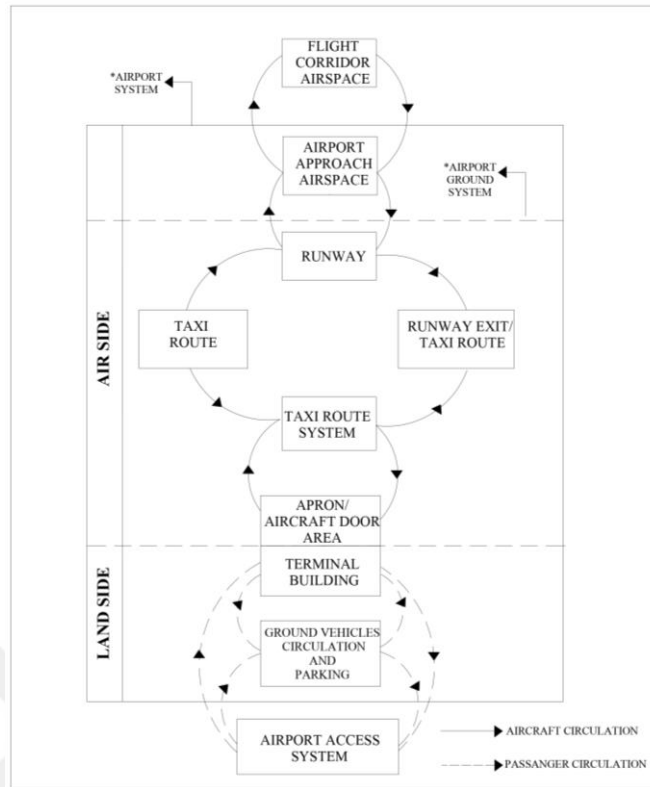 FLIGHT
CORRIDOR
AIRSPACE
*AIRPORT
SYSTEM
AIRPORT
APPROACH
AIRSPACE
*AIRPORT
GROUND
SYSTEM
RUNWAY
TAXI
ROUTE
RUNWAY EXIT/
TAXI ROUTE
AIR SIDE
TAXI ROUTE
SYSTEM
APRON/
AIRCRAFT DOOR
AREA
TERMINAL
BUILDING
LAND SIDE
GROUND VEHICLES
CIRCULATION
AND
PARKING
AIRPORT ACCESS
SYSTEM
AIRCRAFT CIRCULATION
PASSANGER CIRCULATION